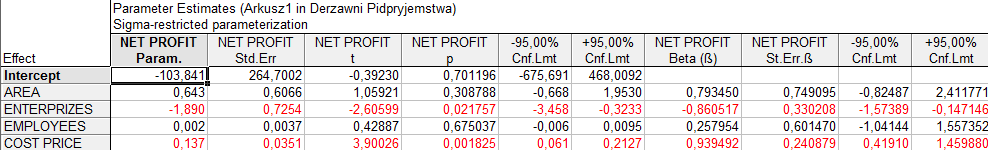 Parameter Estimates (Arkusz1 in Derzawni Pidpryjemstwa)
Sigma-restricted parameterization
Effect NET PROFIT Param. NET PROFIT Std.Err NET PROFIT t NET PROFIT p -95,00% Cnf.Lmt +95,00% Cnf.Lmt NET PROFIT Beta (ß) NET PROFIT St.Err.ß -95,00% Cnf.Lmt +95,00% Cnf.Lmt
Intercept -103,841 264,7002 -0,39230 0,701196 -675,691 468,0092
AREA 0,643 0,6066 1,05921 0,308788 -0,668 1,9530 0,793450 0,749095 -0,82487 2,411771
ENTERPRIZES -1,890 0,7254 -2,60599 0,021757 -3,458 -0,3233 -0,860517 0,330208 -1,57389 -0,147146
EMPLOYEES 0,002 0,0037 0,42887 0,675037 -0,006 0,0095 0,257954 0,601470 -1,04144 1,557352
COST PRICE 0,137 0,0351 3,90026 0,001825 0,061 0,2127 0,939492 0,240879 0,41910 1,459880